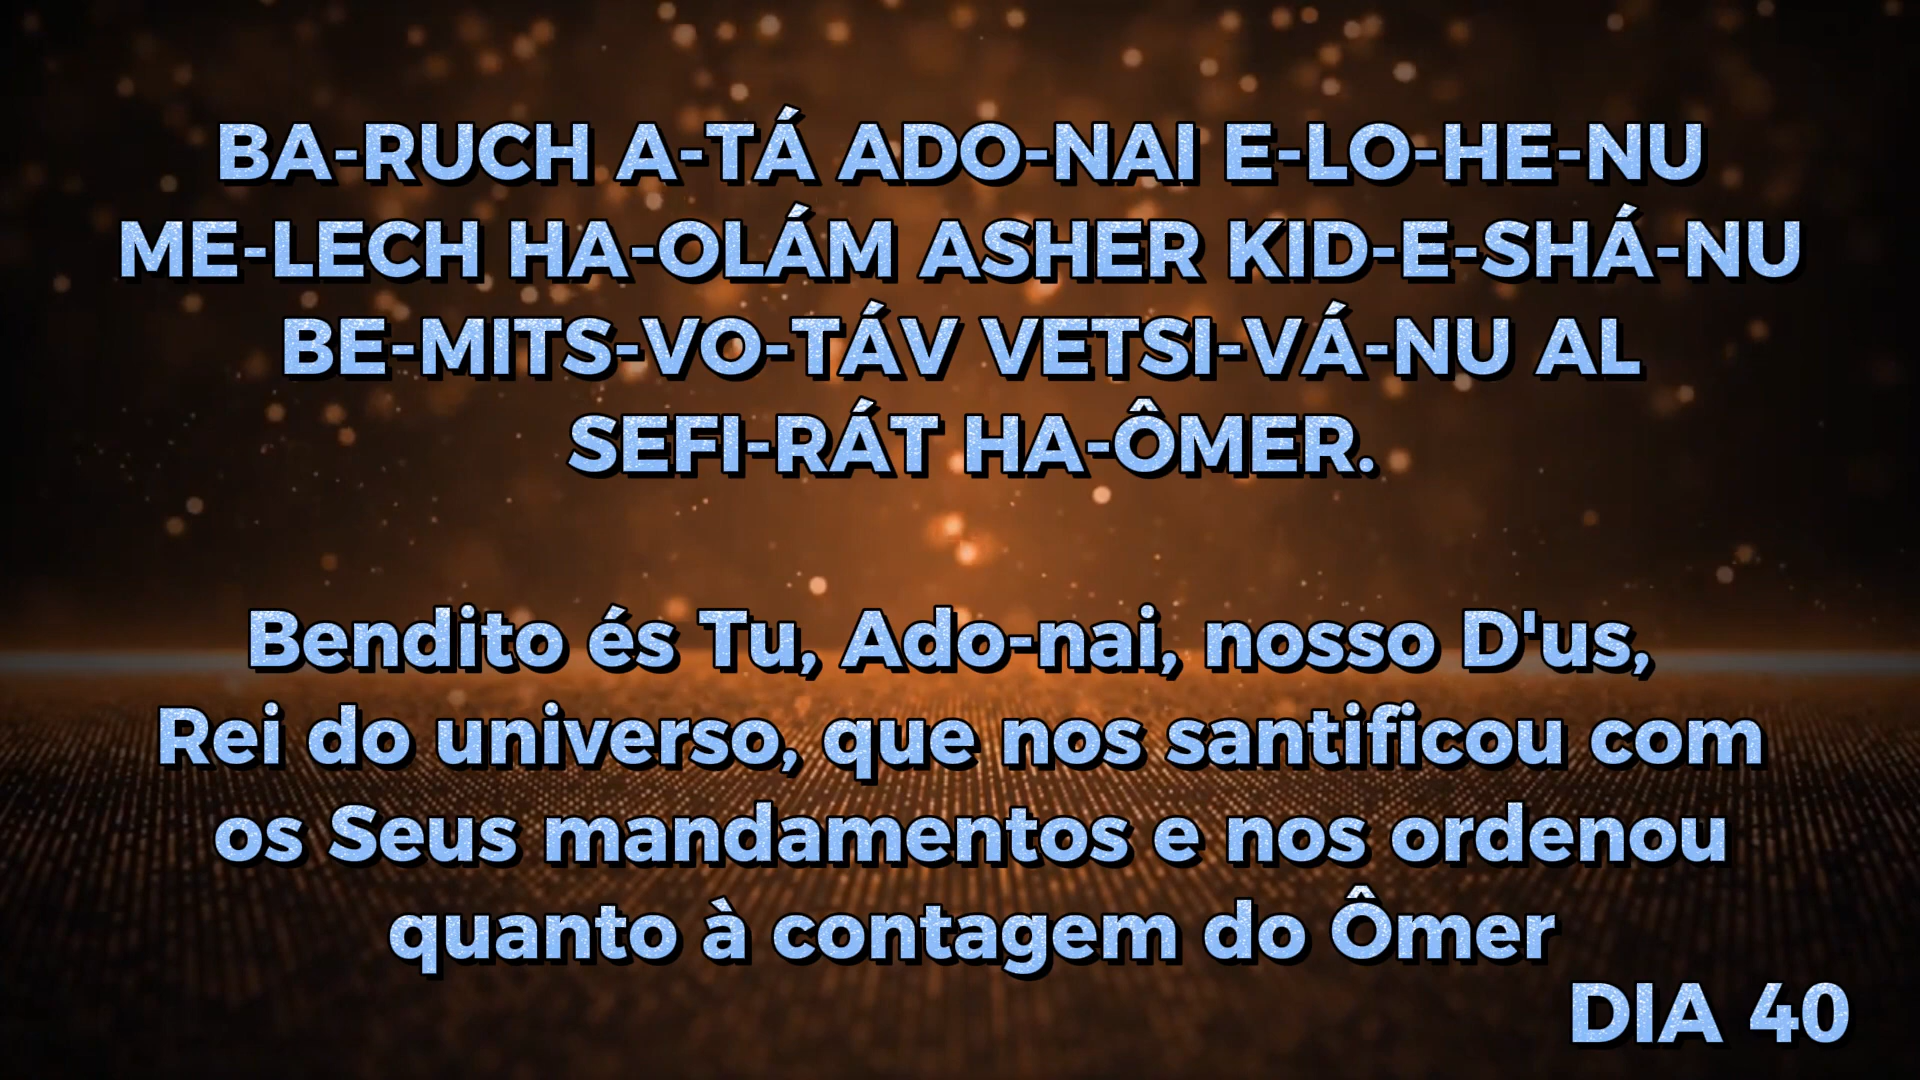 BA-RUCH A-TÁ ADO-NAI E-LO-HE-NU
ME-LECH HA-OLÁM ASHER KID-E-SHÁ-NU
BE-MITS-VO-TÁV VETSI-VÁ-NU AL
SEFI-RÁT HA-ÔMER.
Bendito és Tu, Ado-nai, nosso D'us,
Rei do universo, que nos santificou com
os Seus mandamentos e nos ordenou
quanto à contagem do Ômer
DIA 40